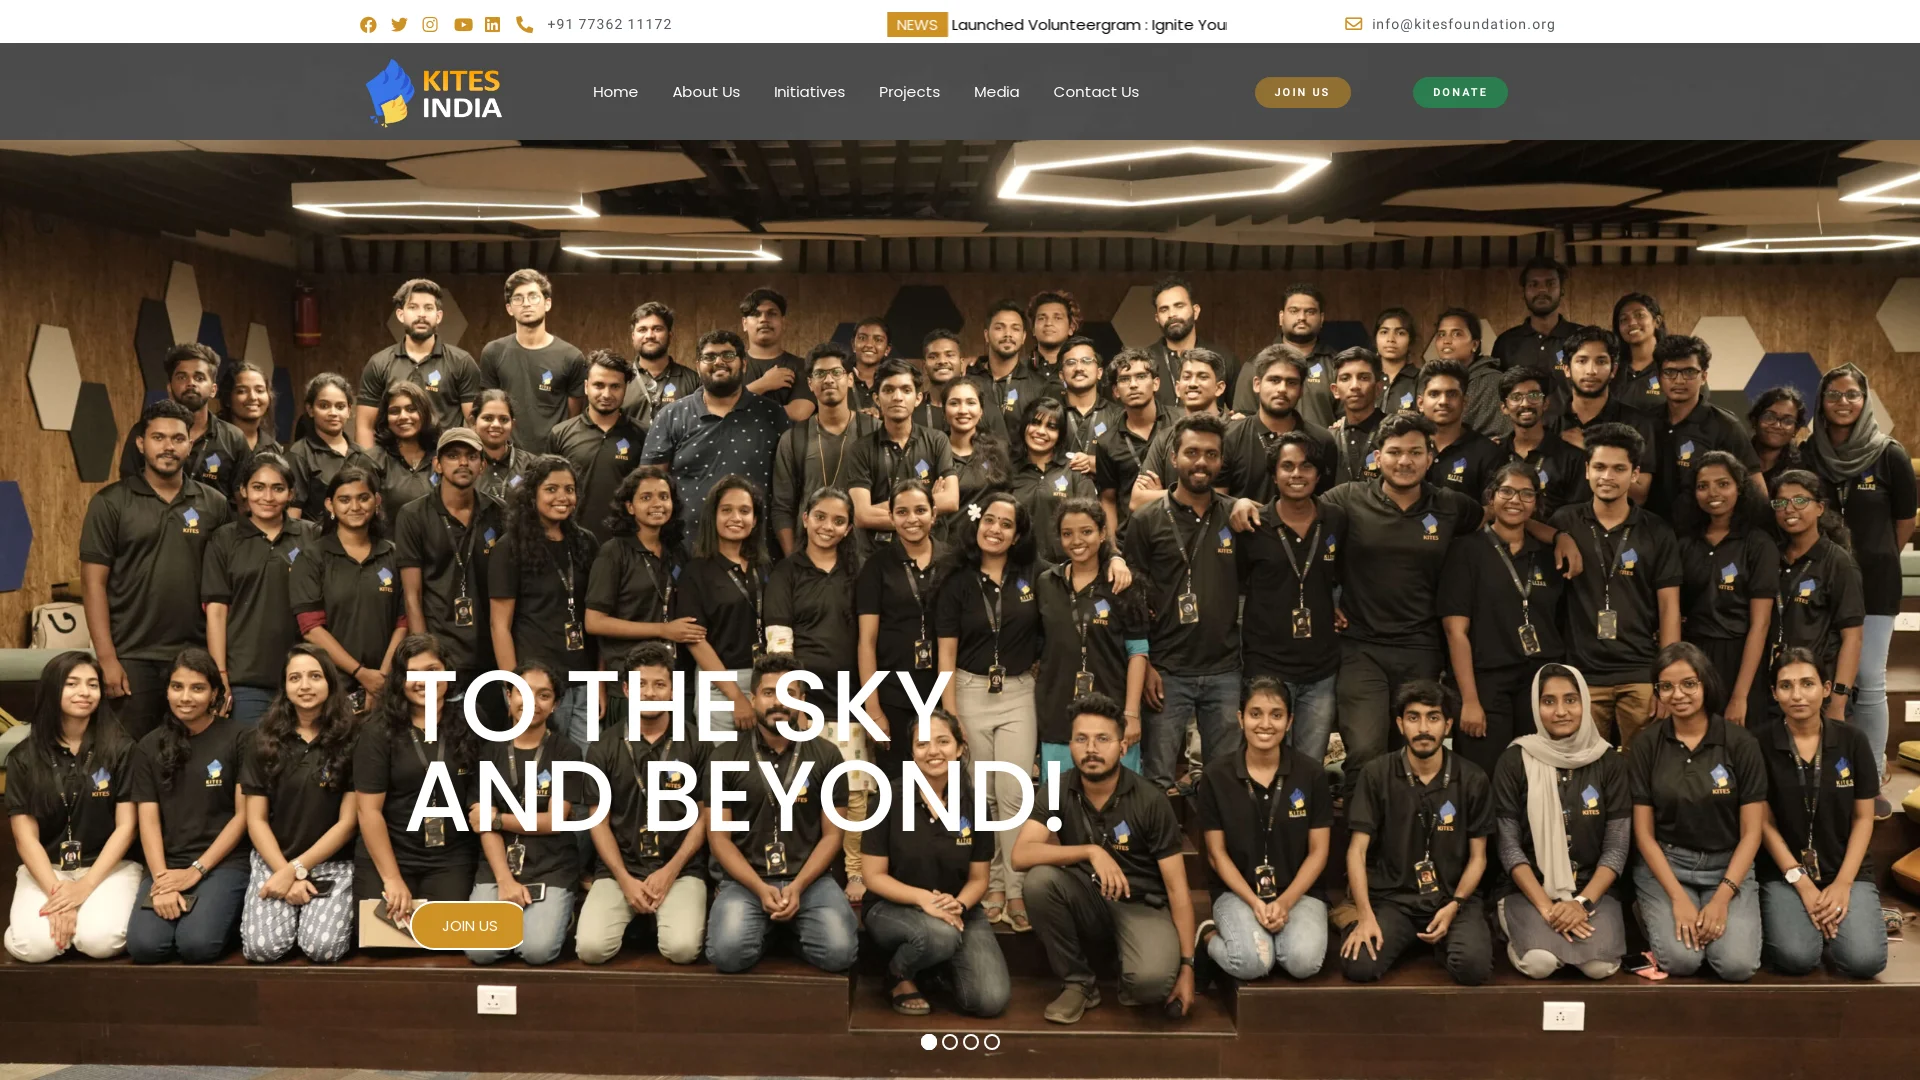 +91 77362 11172
NEWS Launched Volunteergram : Ignite Your
info@kitesfoundation.org
KITES
INDIA
Home
About Us
Initiatives
Projects
Media
Contact Us
JOIN US
DONATE
TO THE SKY
AND BEYOND!
JOIN US